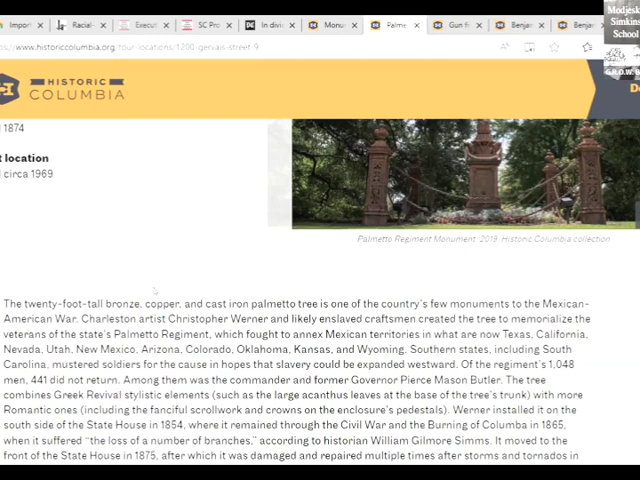 Import
Racial-
Execut
SC Pro
In divi
Monu
Palme
Gun f
Benja
Benja
Modjesk
Simkins
School
G.R.O.W. B
s://www.historiccolumbia.org/tour-locations/1200-gervais-street-9
HISTORIC
COLUMBIA
Do
1874
t location
circa 1969
Palmetto Regiment Monument 2019 Historic Columbia collection
The twenty-foot-tall bronze, copper, and cast iron palmetto tree is one of the country's few monuments to the Mexican-
American War. Charleston artist Christopher Werner and likely enslaved craftsmen created the tree to memorialize the
veterans of the state's Palmetto Regiment, which fought to annex Mexican territories in what are now Texas, California,
Nevada, Utah, New Mexico, Arizona, Colorado, Oklahoma, Kansas, and Wyoming. Southern states, including South
Carolina, mustered soldiers for the cause in hopes that slavery could be expanded westward. Of the regiment's 1,048
men, 441 did not return. Among them was the commander and former Governor Pierce Mason Butler. The tree
combines Greek Revival stylistic elements (such as the large acanthus leaves at the base of the tree's trunk) with more
Romantic ones (including the fanciful scrollwork and crowns on the enclosure's pedestals). Werner installed it on the
south side of the State House in 1854, where it remained through the Civil War and the Burning of Columbia in 1865,
when it suffered "the loss of a number of branches," according to historian William Gilmore Simms. It moved to the
front of the State House in 1875, after which it was damaged and repaired multiple times after storms and tornados in